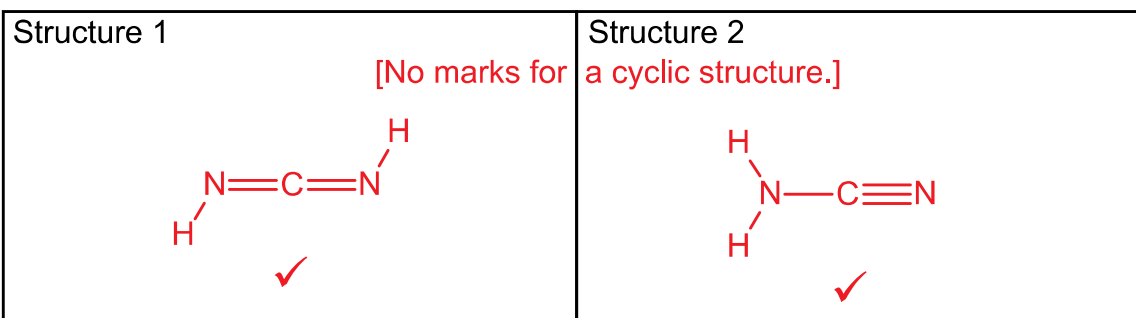 Structure 1
Structure 2
[No marks for a cyclic structure.]
H
N=C=N
H
✓
H
N—C≡N
H
✓